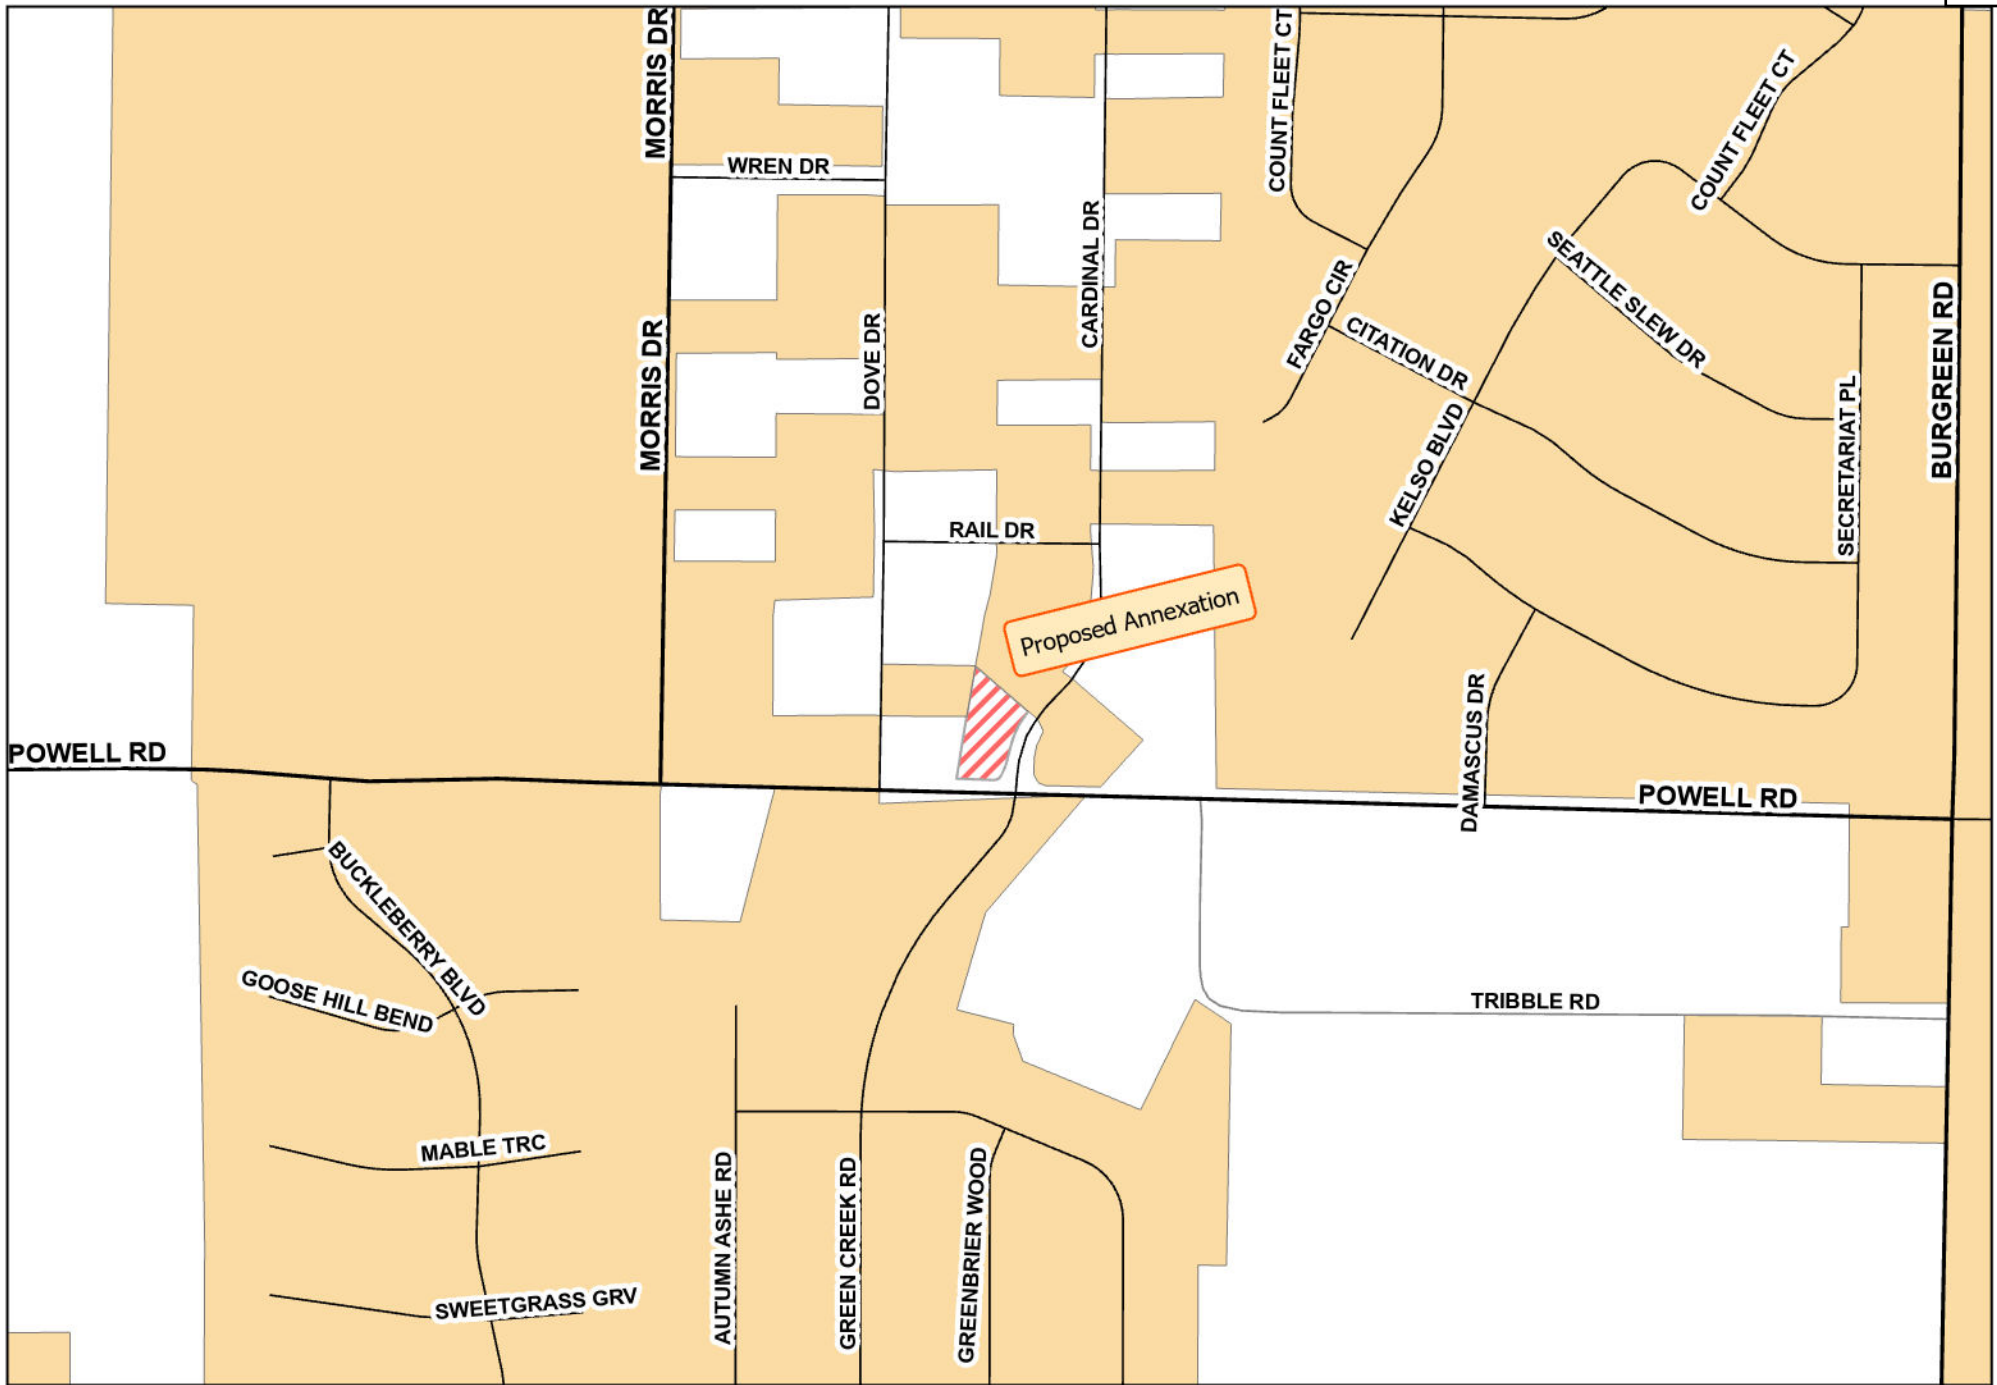 MORRIS DR
COUNT FLEET CT
COUNT FLEET CT
WREN DR
CARDINAL DR
SEATTLE SLEW DR
FARGO CIR
BURGREEN RD
DOVE DR
MORRIS DR
CITATION DR
SECRETARIAT PL
KELSO BLVD
RAIL DR
Proposed Annexation
DAMASCUS DR
POWELL RD
POWELL RD
BUCKLEBERRY BLVD
GOOSE HILL BEND
TRIBBLE RD
MABLE TRC
AUTUMN ASHE RD
GREEN CREEK RD
GREENBRIER WOOD
SWEETGRASS GRV